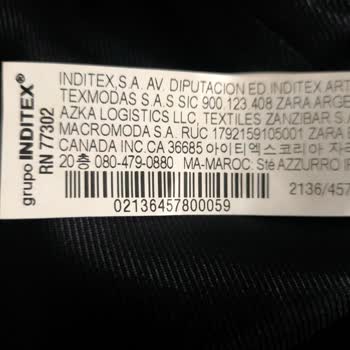 grupo INDITEX®
RN 77302
INDITEX,S.A. AV. DIPUTACION ED INDITEX ART
TEXMODAS S.A.S SIC 900.123.408 ZARA ARGE
AZKA LOGISTICS LLC, TEXTILES ZANZIBAR S.A
MACROMODA S.A. RUC 1792159105001 ZARA
CANADA INC.CA 36685 아이티엑스코리아 자라
20층 080-479-0880 MA-MAROC: Sté AZZURRO
02136457800059
2136/457